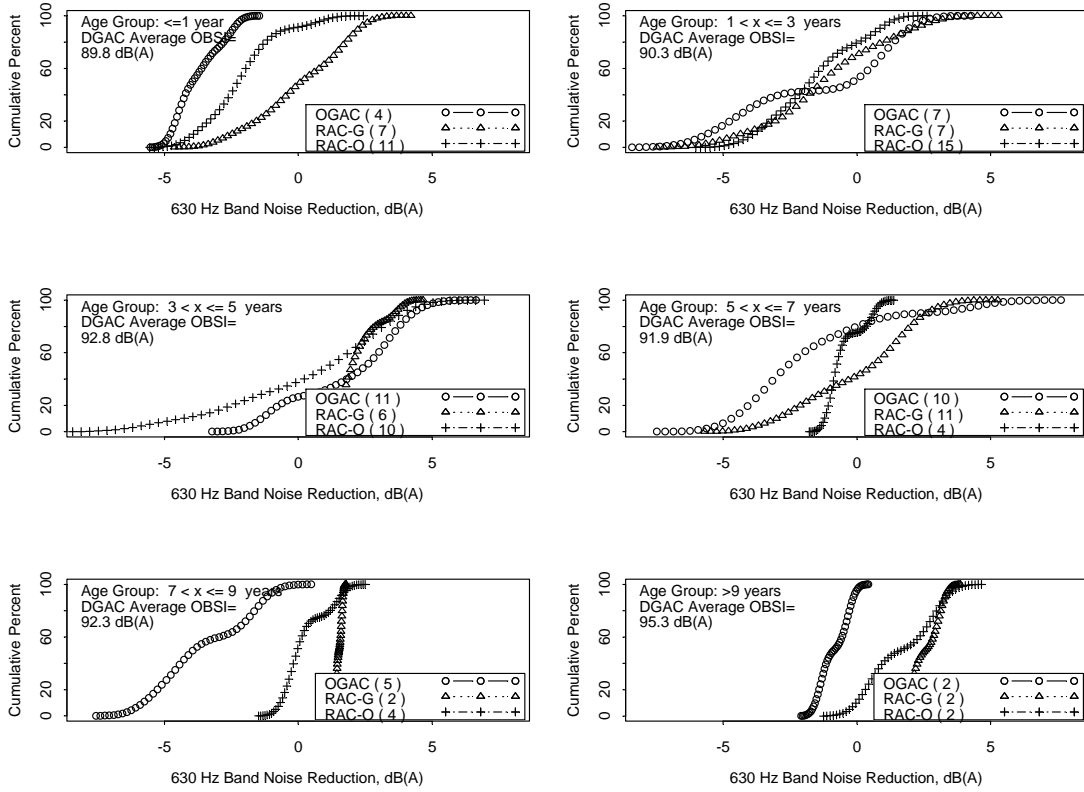 Cumulative Percent
0 20 60 100
Age Group: <=1 year
DGAC Average OBSI=
89.8 dB(A)
OGAC ( 4 )
RAC-G ( 7 )
RAC-O ( 11 )
-5 0 5
630 Hz Band Noise Reduction, dB(A)
Cumulative Percent
0 20 60 100
Age Group: 1 < x <= 3 years
DGAC Average OBSI=
90.3 dB(A)
OGAC ( 7 )
RAC-G ( 7 )
RAC-O ( 15 )
-5 0 5
630 Hz Band Noise Reduction, dB(A)
Cumulative Percent
0 20 60 100
Age Group: 3 < x <= 5 years
DGAC Average OBSI=
92.8 dB(A)
OGAC ( 11 )
RAC-G ( 6 )
RAC-O ( 10 )
-5 0 5
630 Hz Band Noise Reduction, dB(A)
Cumulative Percent
0 20 60 100
Age Group: 5 < x <= 7 years
DGAC Average OBSI=
91.9 dB(A)
OGAC ( 10 )
RAC-G ( 11 )
RAC-O ( 4 )
-5 0 5
630 Hz Band Noise Reduction, dB(A)
Cumulative Percent
0 20 60 100
Age Group: 7 < x <= 9 years
DGAC Average OBSI=
92.3 dB(A)
OGAC ( 5 )
RAC-G ( 2 )
RAC-O ( 4 )
-5 0 5
630 Hz Band Noise Reduction, dB(A)
Cumulative Percent
0 20 60 100
Age Group: >9 years
DGAC Average OBSI=
95.3 dB(A)
OGAC ( 2 )
RAC-G ( 2 )
RAC-O ( 2 )
-5 0 5
630 Hz Band Noise Reduction, dB(A)